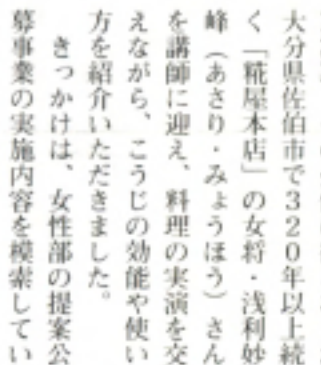 大分県佐伯市で320年以上続
く「糀屋本店」の女将・浅利妙
峰(あさり・みょうほう)さん
を講師に迎え、料理の実演を交
えながら、こうじの効能や使い
方を紹介いただきました。
きっかけは、女性部の提案公
募事業の実施内容を模索してい